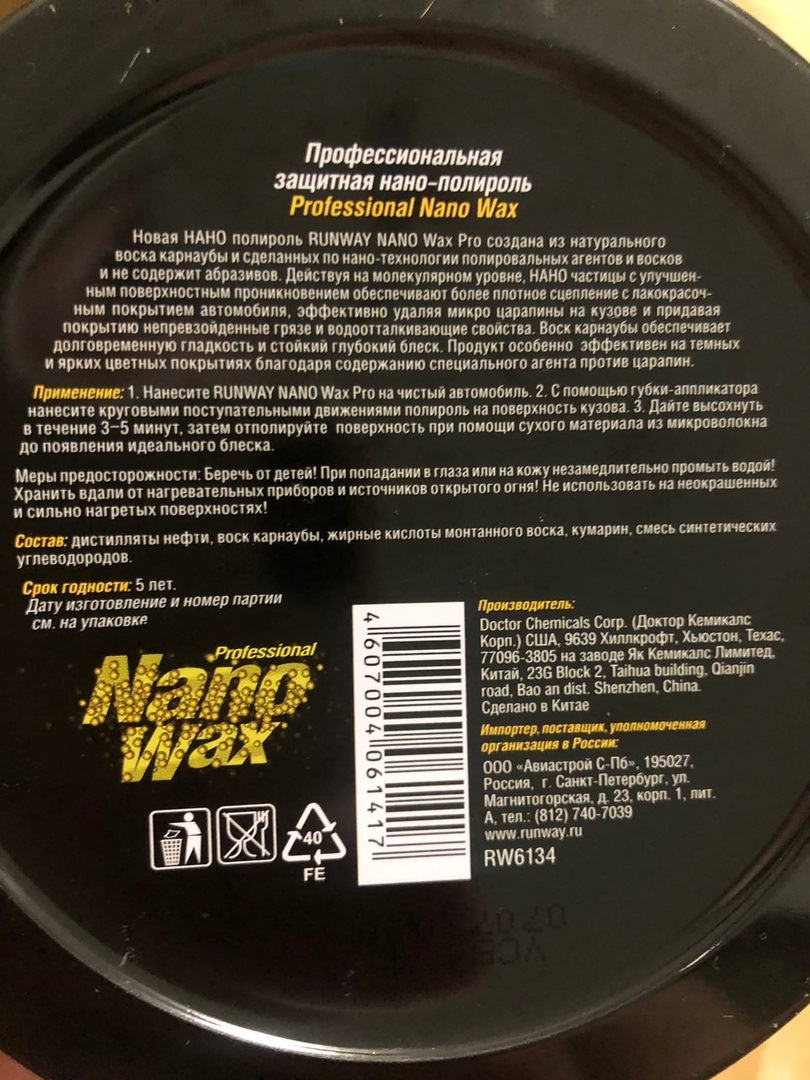 Профессиональная
защитная нано-полироль
Professional Nano Wax
Новая НАНО полироль RUNWAY NANO Wax Pro создана из натурального
воска карнаубы и сделанных по нано-технологии полировальных агентов и восков
и не содержит абразивов. Действуя на молекулярном уровне, НАНО частицы с улучшен-
ным поверхностным проникновением обеспечивают более плотное сцепление с лакокрасоч-
ным покрытием автомобиля, эффективно удаляя микро царапины на кузове и придавая
покрытию непревзойденные грязе и водоотталкивающие свойства. Воск карнаубы обеспечивает
долговременную гладкость и стойкий глубокий блеск. Продукт особенно эффективен на темных
и ярких цветных покрытиях благодаря содержанию специального агента против царапин.
Применение: 1. Нанесите RUNWAY NANO Wax Pro на чистый автомобиль. 2. С помощью губки-аппликатора
нанесите круговыми поступательными движениями полироль на поверхность кузова. 3. Дайте высохнуть
в течение 3–5 минут, затем отполируйте поверхность при помощи сухого материала из микроволокна
до появления идеального блеска.
Меры предосторожности: Беречь от детей! При попадании в глаза или на кожу незамедлительно промыть водой!
Хранить вдали от нагревательных приборов и источников открытого огня! Не использовать на неокрашенных
и сильно нагретых поверхностях!
Состав: дистилляты нефти, воск карнаубы, жирные кислоты монтанного воска, кумарин, смесь синтетических
углеводородов.
Срок годности: 5 лет.
Дату изготовление и номер партии
см. на упаковке
Professional
Nano
Wax
40
FE
4607004061417
Производитель:
Doctor Chemicals Corp. (Доктор Кемикалс
Корп.) США, 9639 Хиллкрофт, Хьюстон, Техас,
77096-3805 на заводе Як Кемикалс Лимитед,
Китай, 23G Block 2, Taihua building, Qianjin
road, Bao an dist. Shenzhen, China.
Сделано в Китае
Импортер, поставщик, уполномоченная
организация в России:
ООО «Авиастрой С-Пб», 195027,
Россия, г. Санкт-Петербург, ул.
Магнитогорская, д. 23, корп. 1, лит.
А, тел.: (812) 740-7039
www.runway.ru
RW6134